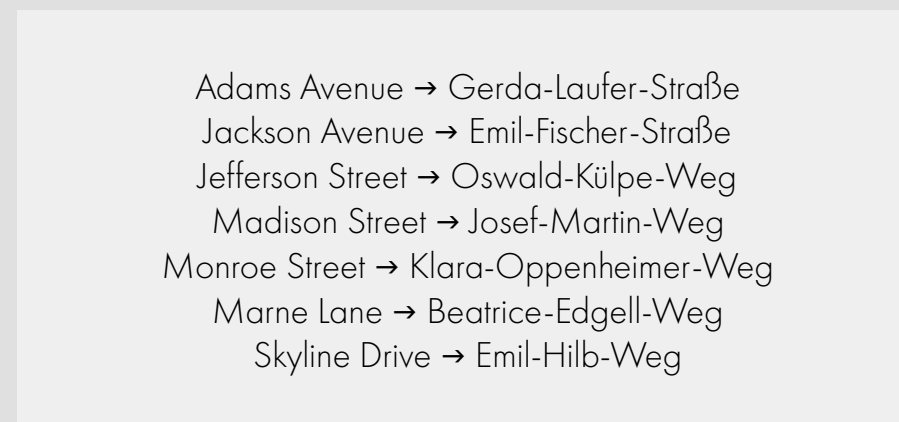 Adams Avenue → Gerda-Laufer-Straße
Jackson Avenue → Emil-Fischer-Straße
Jefferson Street → Oswald-Külpe-Weg
Madison Street → Josef-Martin-Weg
Monroe Street → Klara-Oppenheimer-Weg
Marne Lane → Beatrice-Edgell-Weg
Skyline Drive → Emil-Hilb-Weg